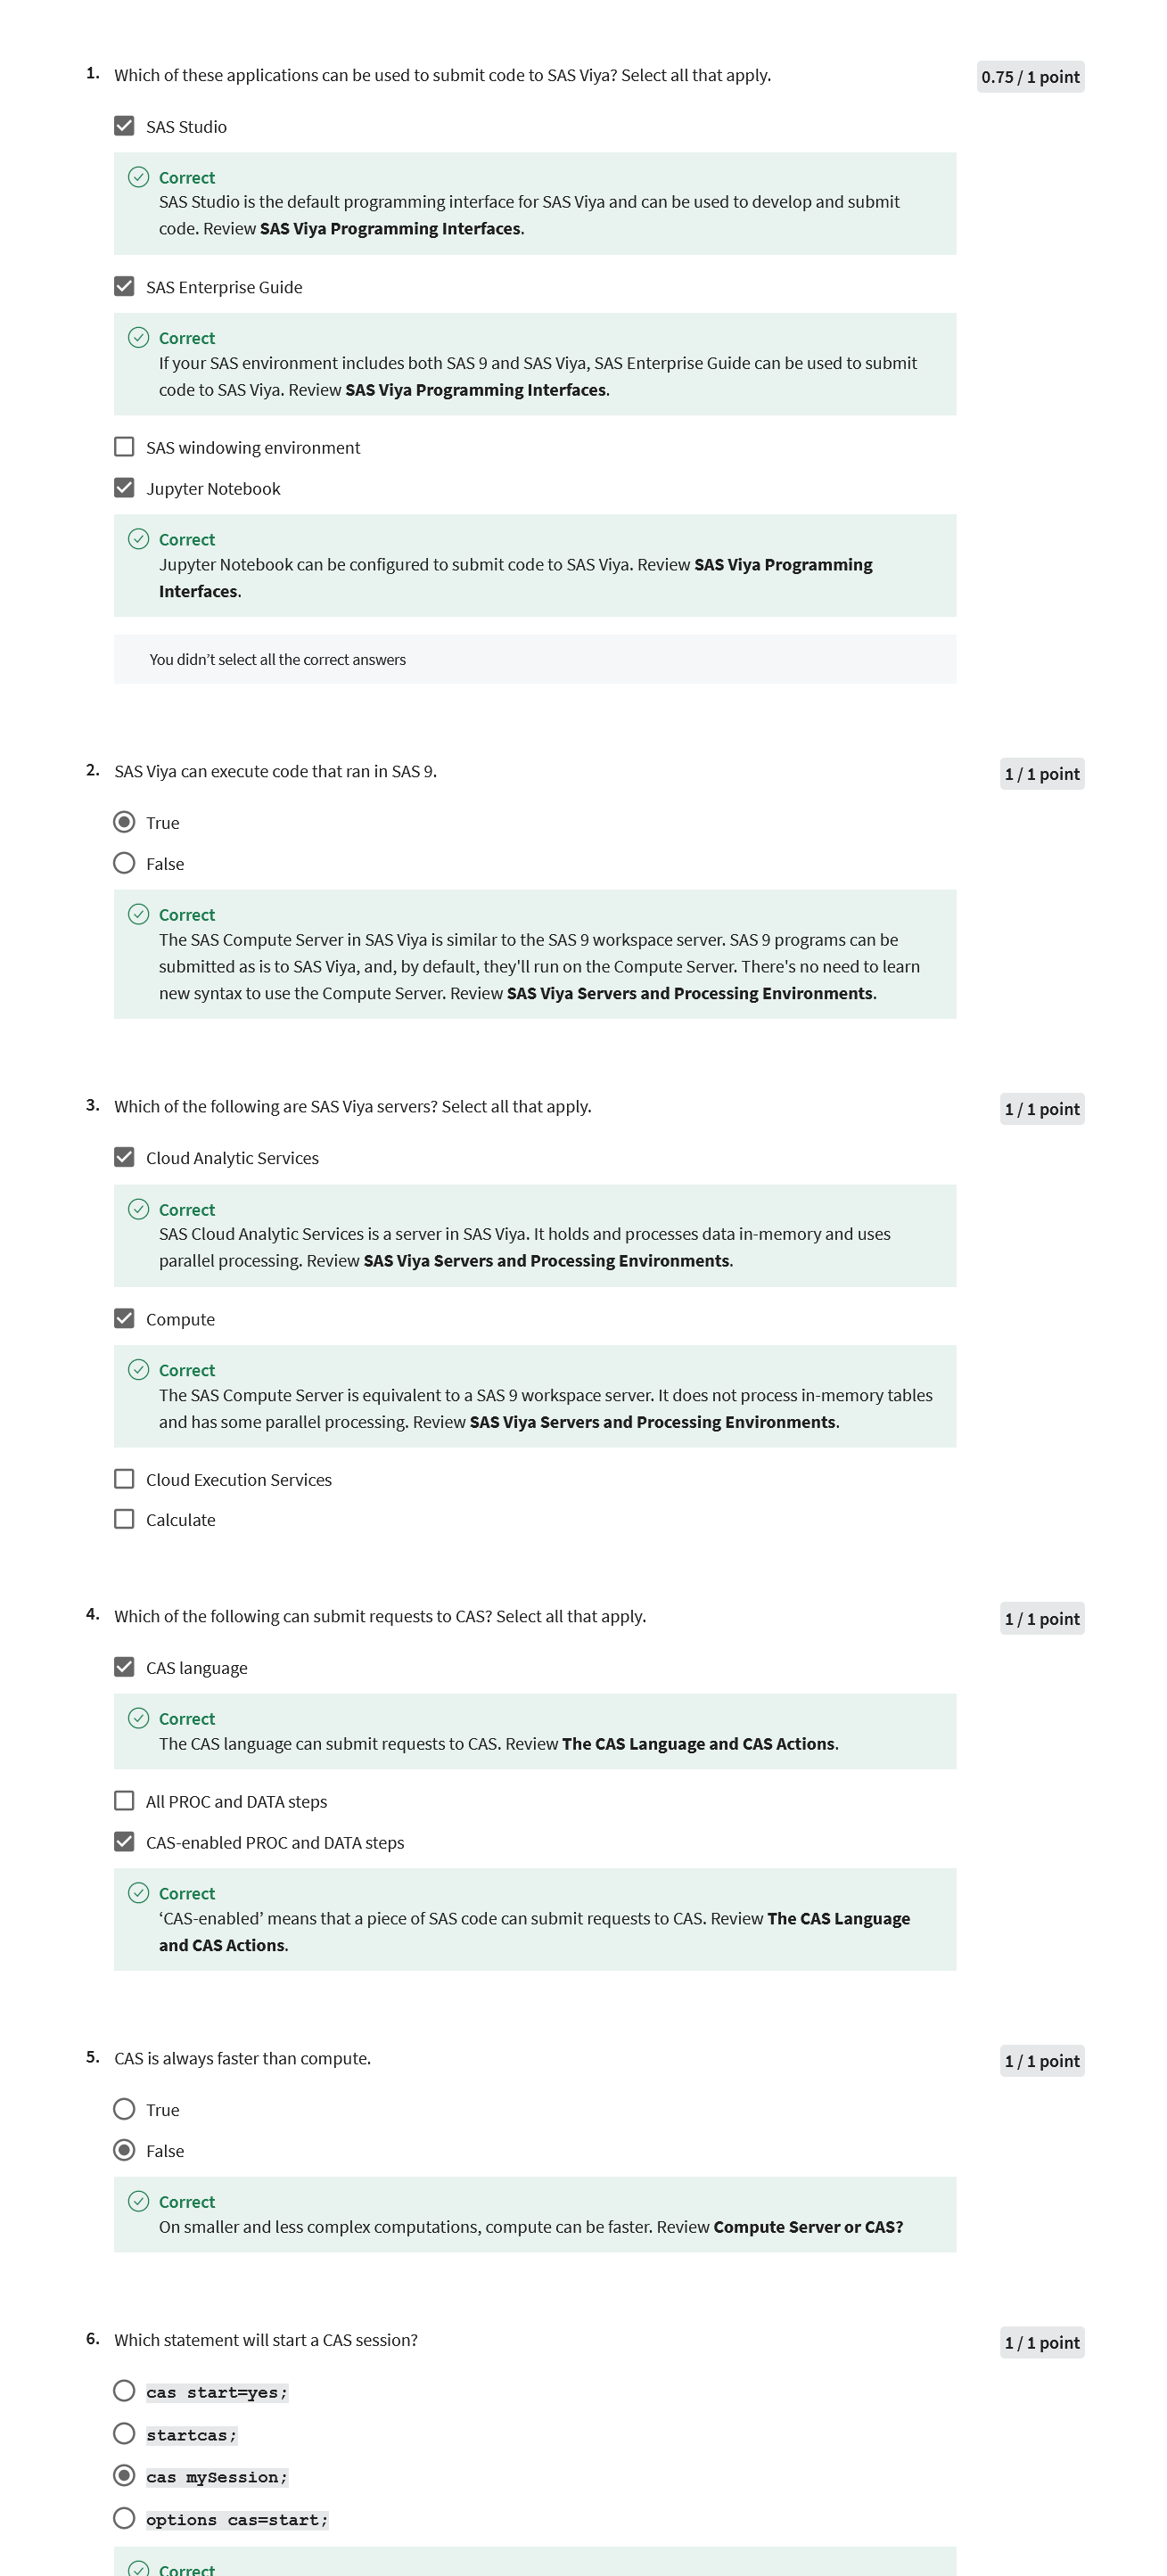 1. Which of these applications can be used to submit code to SAS Viya? Select all that apply. 0.75 / 1 point
SAS Studio
Correct
SAS Studio is the default programming interface for SAS Viya and can be used to develop and submit
code. Review SAS Viya Programming Interfaces.
SAS Enterprise Guide
Correct
If your SAS environment includes both SAS 9 and SAS Viya, SAS Enterprise Guide can be used to submit
code to SAS Viya. Review SAS Viya Programming Interfaces.
SAS windowing environment
Jupyter Notebook
Correct
Jupyter Notebook can be configured to submit code to SAS Viya. Review SAS Viya Programming
Interfaces.
You didn’t select all the correct answers
2. SAS Viya can execute code that ran in SAS 9. 1 / 1 point
True
False
Correct
The SAS Compute Server in SAS Viya is similar to the SAS 9 workspace server. SAS 9 programs can be
submitted as is to SAS Viya, and, by default, they'll run on the Compute Server. There's no need to learn
new syntax to use the Compute Server. Review SAS Viya Servers and Processing Environments.
3. Which of the following are SAS Viya servers? Select all that apply. 1 / 1 point
Cloud Analytic Services
Correct
SAS Cloud Analytic Services is a server in SAS Viya. It holds and processes data in-memory and uses
parallel processing. Review SAS Viya Servers and Processing Environments.
Compute
Correct
The SAS Compute Server is equivalent to a SAS 9 workspace server. It does not process in-memory tables
and has some parallel processing. Review SAS Viya Servers and Processing Environments.
Cloud Execution Services
Calculate
4. Which of the following can submit requests to CAS? Select all that apply. 1 / 1 point
CAS language
Correct
The CAS language can submit requests to CAS. Review The CAS Language and CAS Actions.
All PROC and DATA steps
CAS-enabled PROC and DATA steps
Correct
‘CAS-enabled’ means that a piece of SAS code can submit requests to CAS. Review The CAS Language
and CAS Actions.
5. CAS is always faster than compute. 1 / 1 point
True
False
Correct
On smaller and less complex computations, compute can be faster. Review Compute Server or CAS?
6. Which statement will start a CAS session? 1 / 1 point
cas start=yes;
startcas;
cas mySession;
options cas=start;
Correct